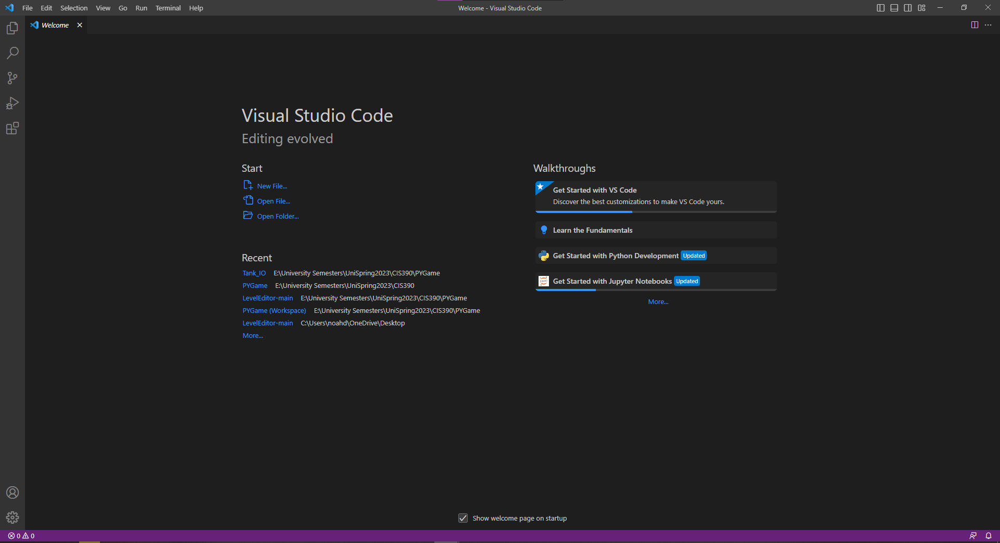 File Edit Selection View Go Run Terminal Help
Welcome - Visual Studio Code
Welcome
Visual Studio Code
Editing evolved
Start
New File...
Open File...
Open Folder...
Recent
Tank_IO E:\University Semesters\UniSpring2023\CIS390\PYGame
PYGame E:\University Semesters\UniSpring2023\CIS390
LevelEditor-main E:\University Semesters\UniSpring2023\CIS390\PYGame
PYGame (Workspace) E:\University Semesters\UniSpring2023\CIS390\PYGame
LevelEditor-main C:\Users\noahd\OneDrive\Desktop
More...
Walkthroughs
Get Started with VS Code
Discover the best customizations to make VS Code yours.
Learn the Fundamentals
Get Started with Python Development Updated
jupyter Get Started with Jupyter Notebooks Updated
More...
Show welcome page on startup
0 0